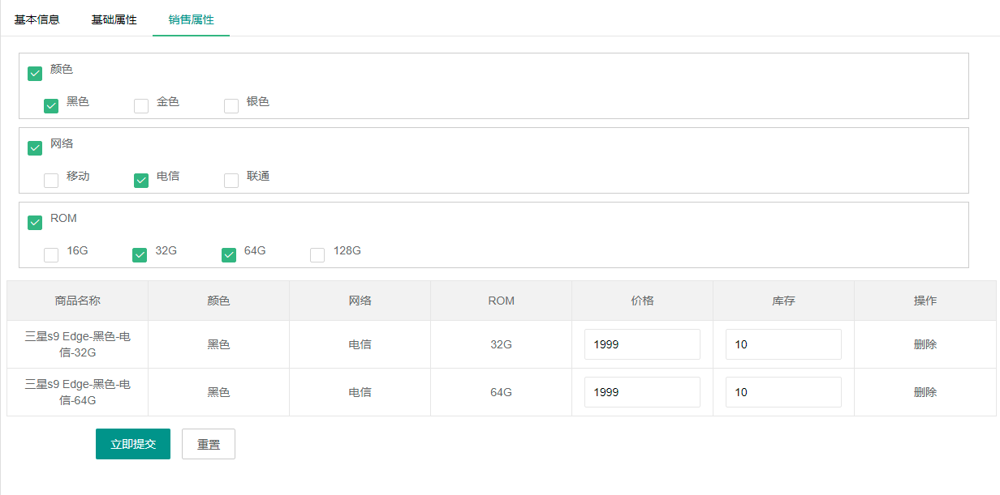 基本信息 基础属性 销售属性
颜色
黑色 金色 银色
网络
移动 电信 联通
ROM
16G 32G 64G 128G
商品名称 颜色 网络 ROM 价格 库存 操作
三星s9 Edge-黑色-电
信-32G
黑色 电信 32G 1999 10 删除
三星s9 Edge-黑色-电
信-64G
黑色 电信 64G 1999 10 删除
立即提交 重置